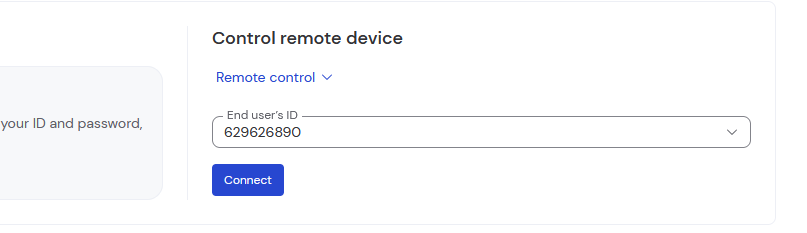 Control remote device
Remote control
your ID and password,
End user's ID
629626890
Connect